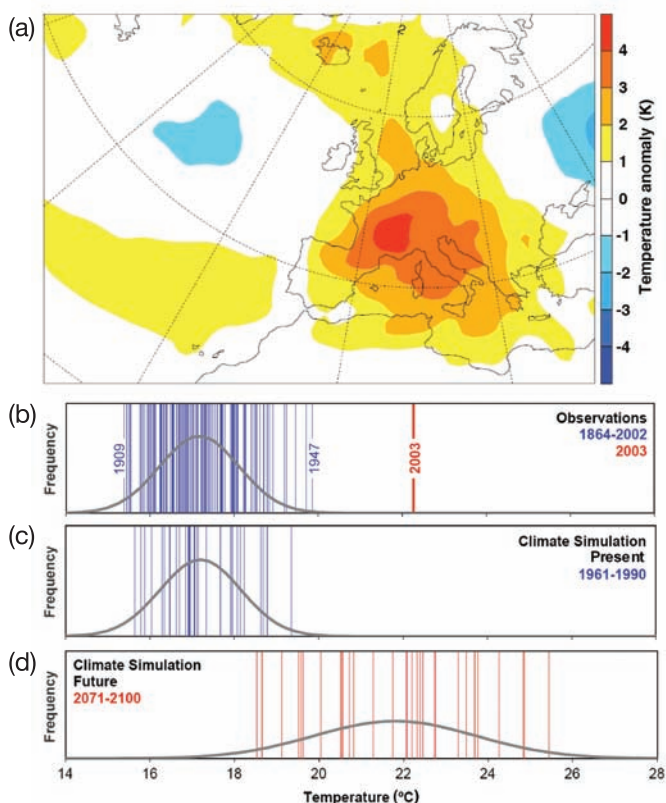 (a)
2
4
3
2
1
0
-1
-2
-3
-4
Temperature anomaly (K)
(b)
Frequency
1909
1947
2003
Observations
1864-2002
2003
(c)
Frequency
Climate Simulation
Present
1961-1990
(d)
Frequency
Climate Simulation
Future
2071-2100
14 16 18 20 22 24 26 28
Temperature (ºC)